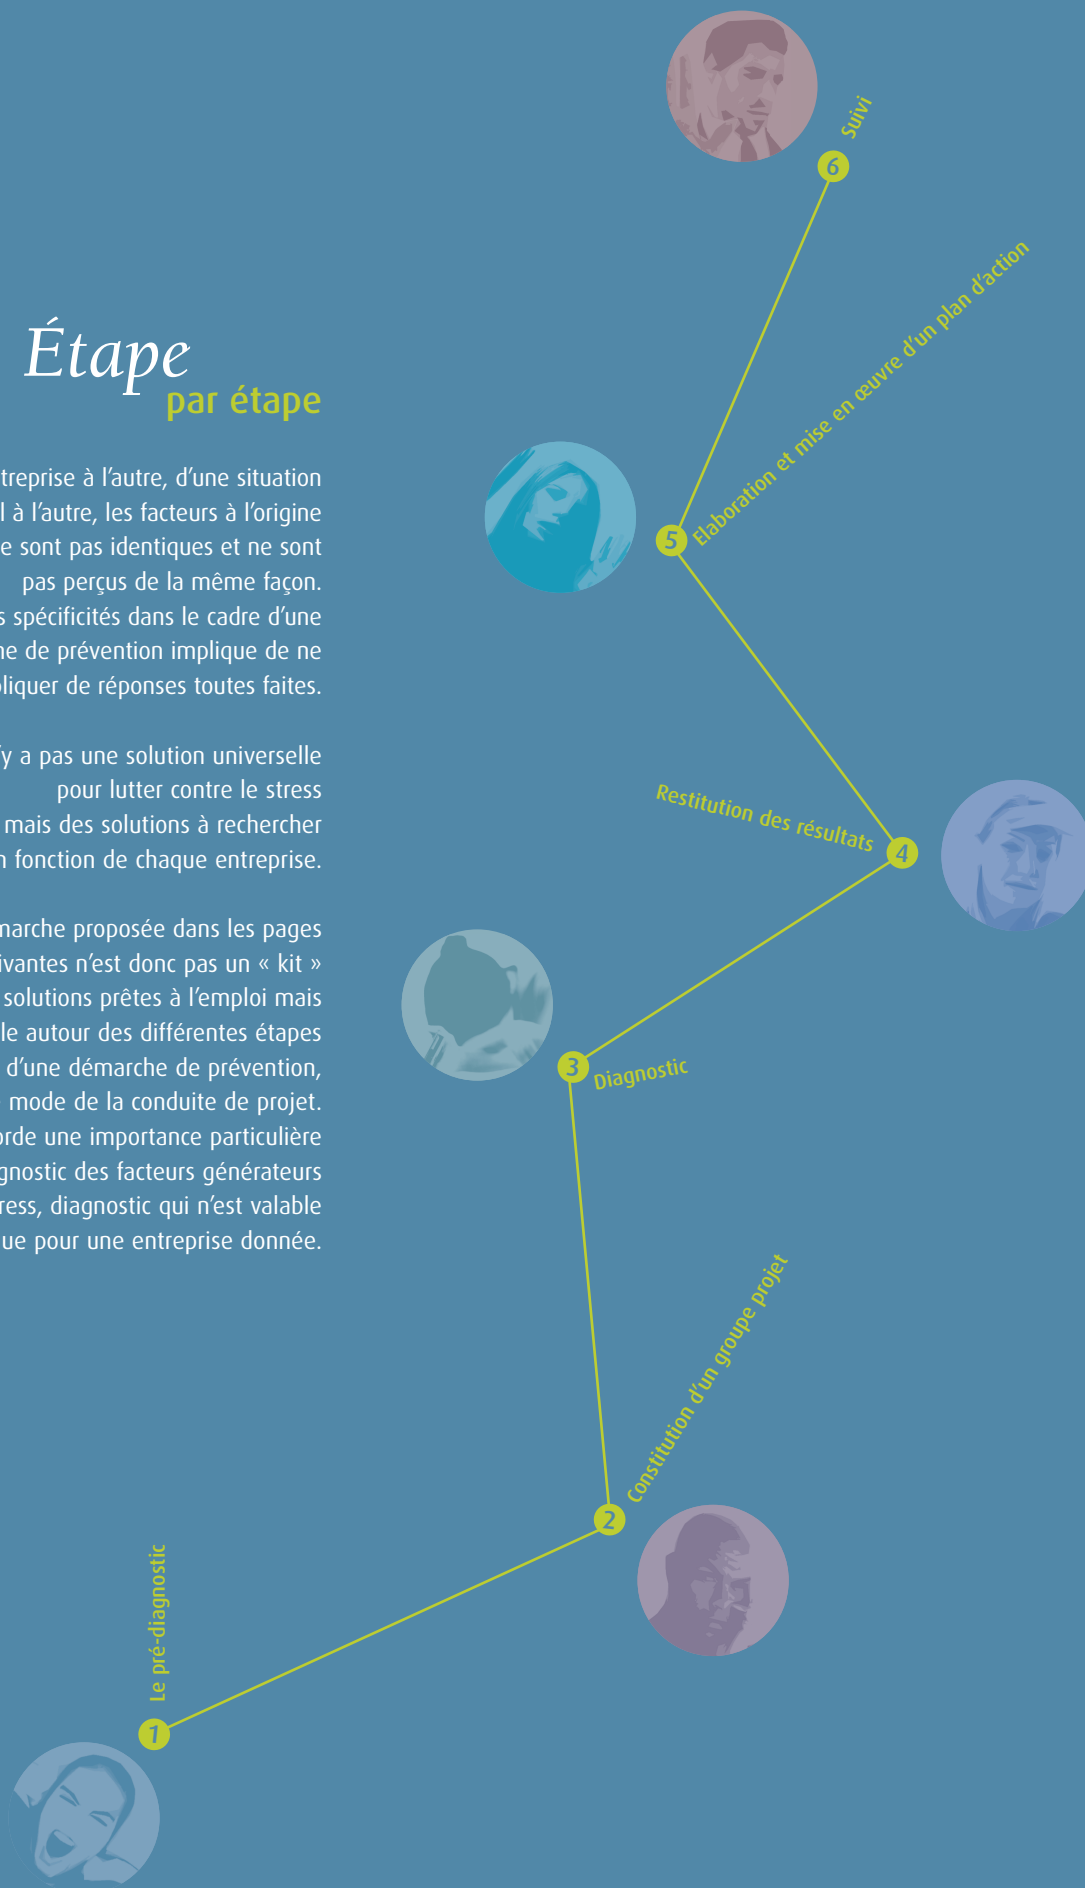 Étape
par étape
treprise à l’autre, d’une situation
l à l’autre, les facteurs à l’origine
e sont pas identiques et ne sont
pas perçus de la même façon.
s spécificités dans le cadre d’une
ne de prévention implique de ne
liquer de réponses toutes faites.
’y a pas une solution universelle
pour lutter contre le stress
mais des solutions à rechercher
n fonction de chaque entreprise.
marche proposée dans les pages
ivantes n’est donc pas un « kit »
solutions prêtes à l’emploi mais
le autour des différentes étapes
d’une démarche de prévention,
mode de la conduite de projet.
orde une importance particulière
gnostic des facteurs générateurs
ress, diagnostic qui n’est valable
ue pour une entreprise donnée.
6 Suivi
5 Elaboration et mise en œuvre d’un plan d’action
Restitution des résultats 4
3 Diagnostic
2 Constitution d’un groupe projet
1 Le pré-diagnostic